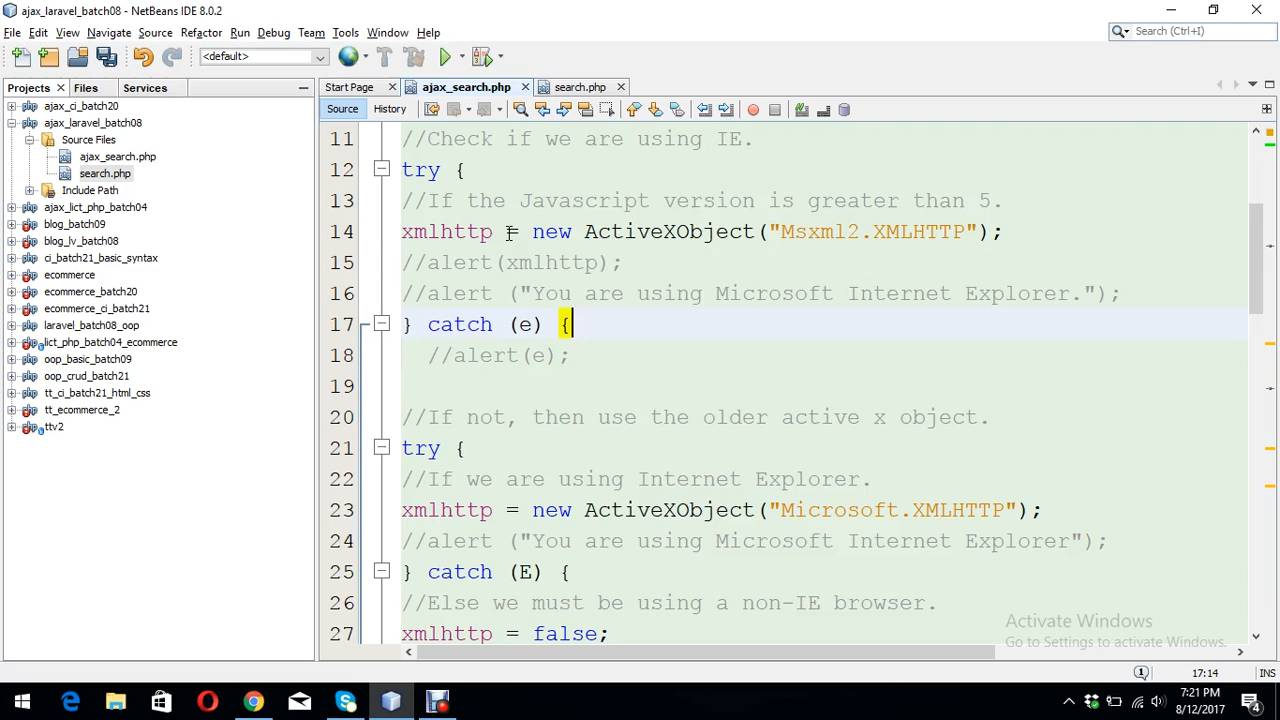 ajax_laravel_batch08 - NetBeans IDE 8.0.2
File Edit View Navigate Source Refactor Run Debug Team Tools Window Help
Search (Ctrl+I)
<default>
Projects Files Services
Start Page ajax_search.php search.php
Source History
ajax_ci_batch20
ajax_laravel_batch08
Source Files
ajax_search.php
search.php
Include Path
ajax_lict_php_batch04
blog_batch09
blog_lv_batch08
ci_batch21_basic_syntax
ecommerce
ecommerce_batch20
ecommerce_ci_batch21
laravel_batch08_oop
lict_php_batch04_ecommerce
oop_basic_batch09
oop_crud_batch21
tt_ci_batch21_html_css
tt_ecommerce_2
ttv2
11 //Check if we are using IE.
12 try {
13 //If the Javascript version is greater than 5.
14 xmlhttp = new ActiveXObject("Msxml2.XMLHTTP");
15 //alert(xmlhttp);
16 //alert ("You are using Microsoft Internet Explorer.");
17 } catch (e) {
18 //alert(e);
19
20 //If not, then use the older active x object.
21 try {
22 //If we are using Internet Explorer.
23 xmlhttp = new ActiveXObject("Microsoft.XMLHTTP");
24 //alert ("You are using Microsoft Internet Explorer");
25 } catch (E) {
26 //Else we must be using a non-IE browser.
27 xmlhttp = false;
Activate Windows
Go to Settings to activate Windows.
1 17:14 INS
7:21 PM
8/12/2017
4